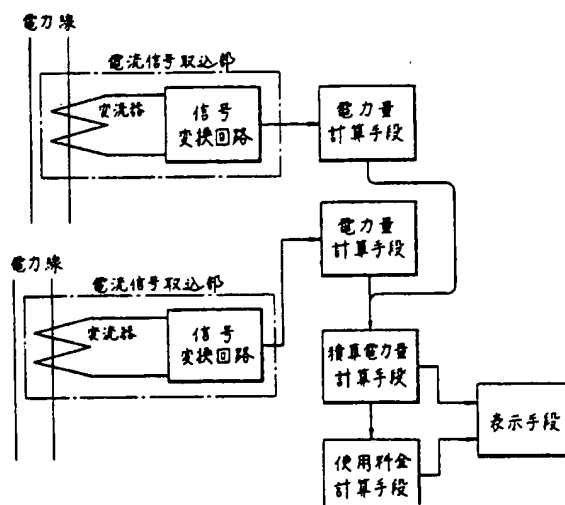 電力線
電流信号取込部
変流器
信号
変換回路
電力量
計算手段
電力量
計算手段
電力線
電流信号取込部
変流器
信号
変換回路
積算電力量
計算手段
表示手段
使用料金
計算手段